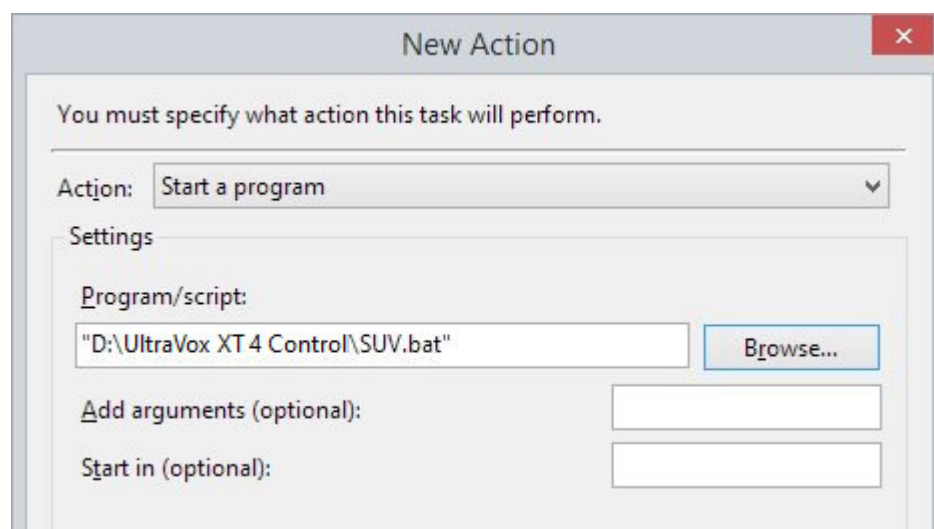 New Action
You must specify what action this task will perform.
Action: Start a program
Settings
Program/script:
"D:\UltraVox XT 4 Control\SUV.bat" Browse...
Add arguments (optional):
Start in (optional):